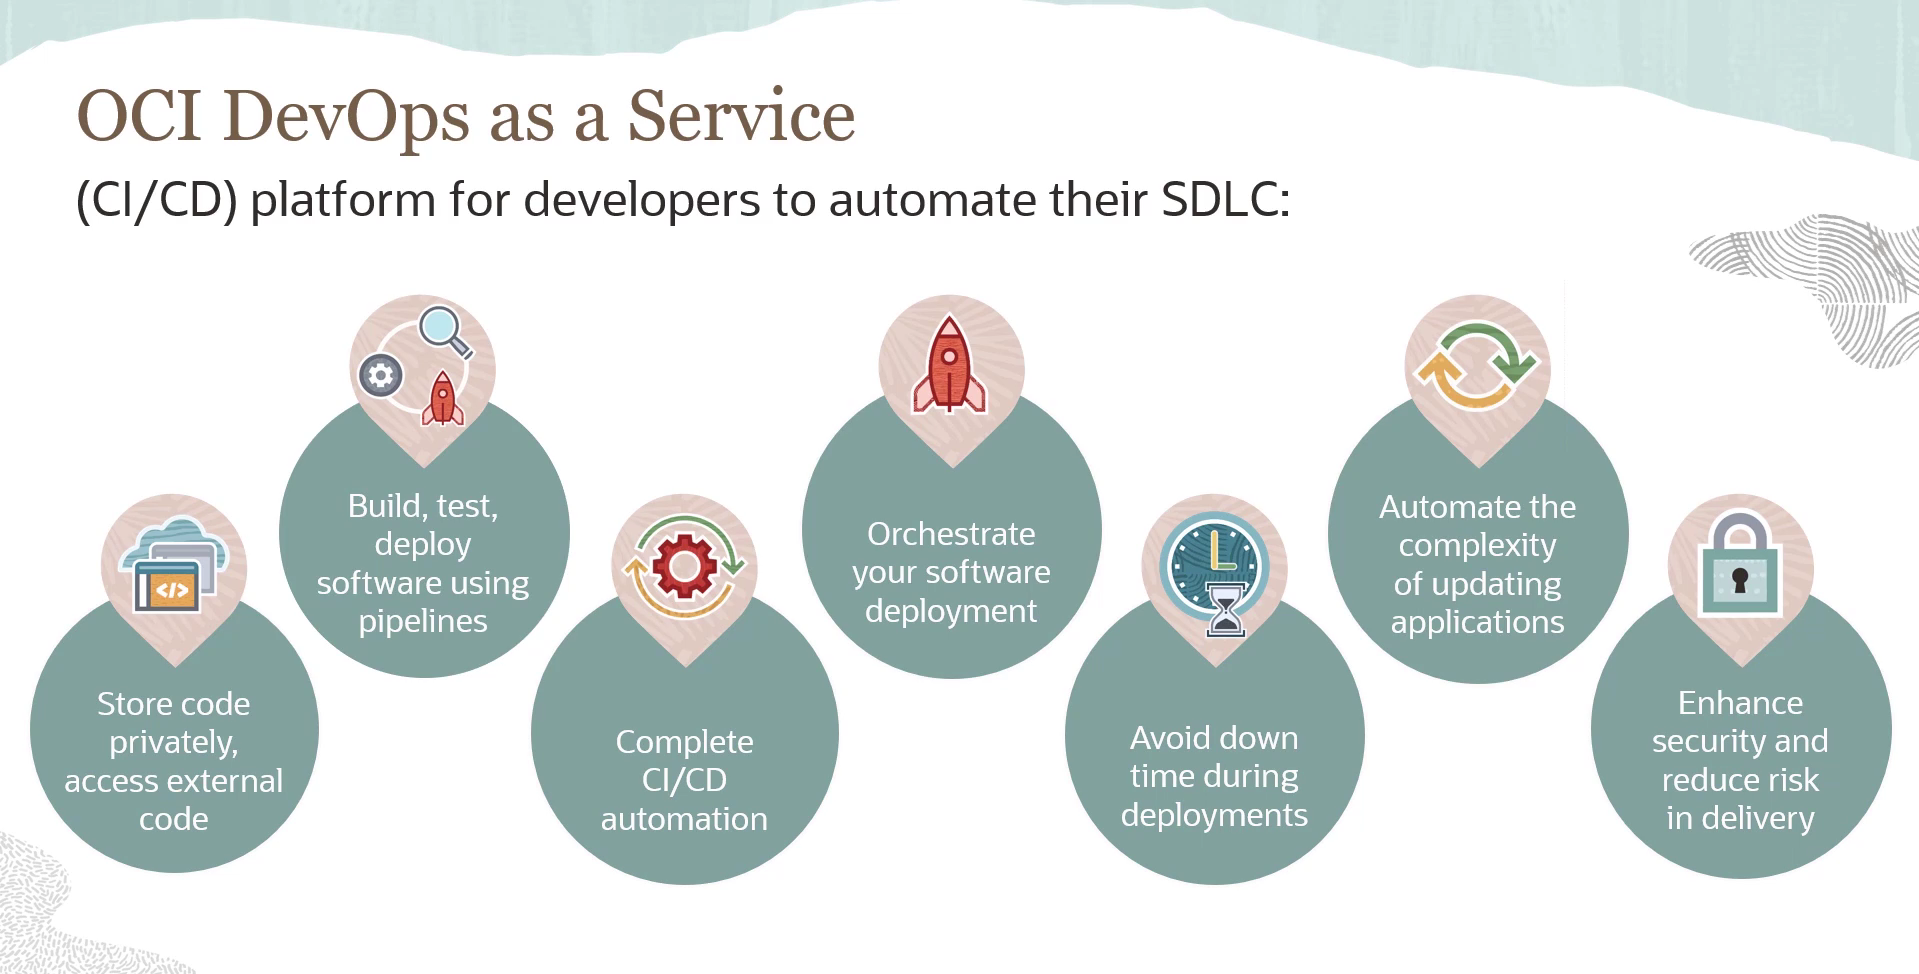 OCI DevOps as a Service
(CI/CD) platform for developers to automate their SDLC:
Store code
privately,
access external
code
Build, test,
deploy
software using
pipelines
Complete
CI/CD
automation
Orchestrate
your software
deployment
Avoid down
time during
deployments
Automate the
complexity
of updating
applications
Enhance
security and
reduce risk
in delivery